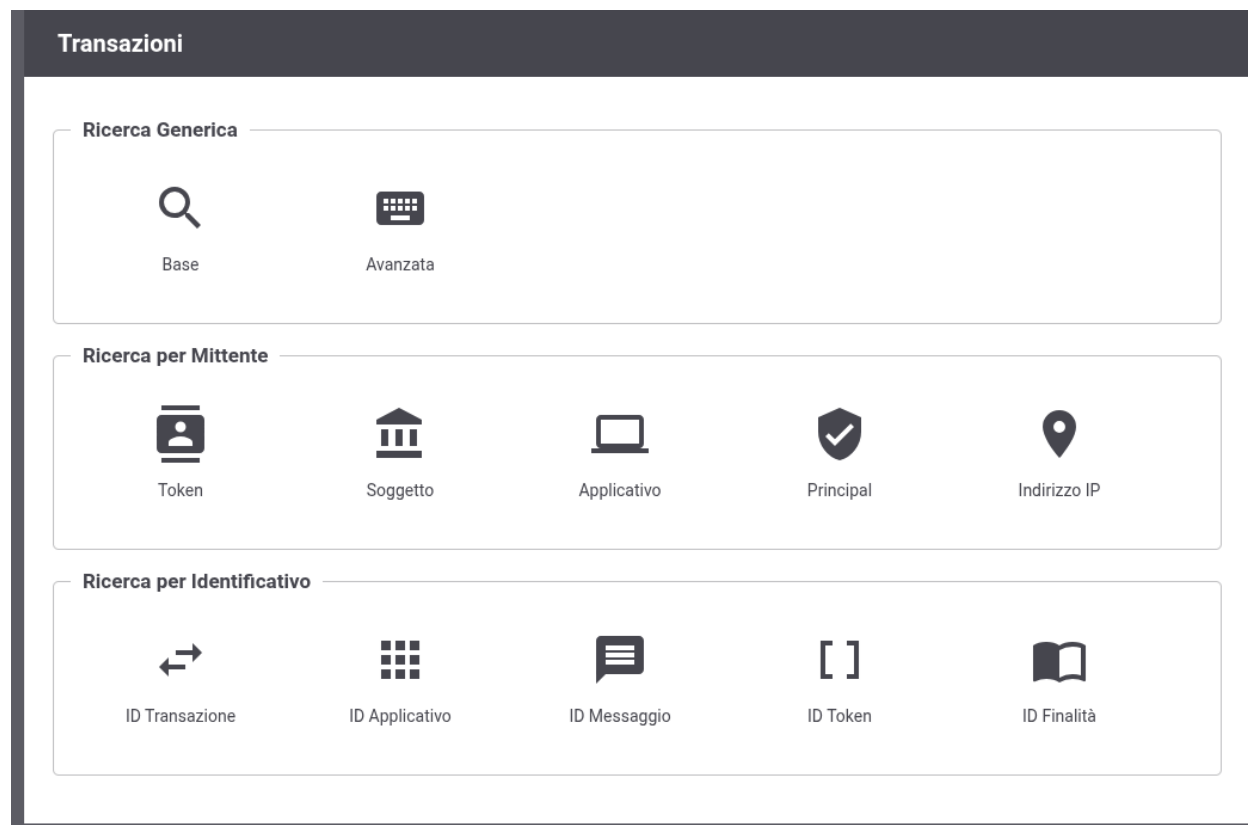 Transazioni
Ricerca Generica
Base Avanzata
Ricerca per Mittente
Token Soggetto Applicativo Principal Indirizzo IP
Ricerca per Identificativo
ID Transazione ID Applicativo ID Messaggio ID Token ID Finalità